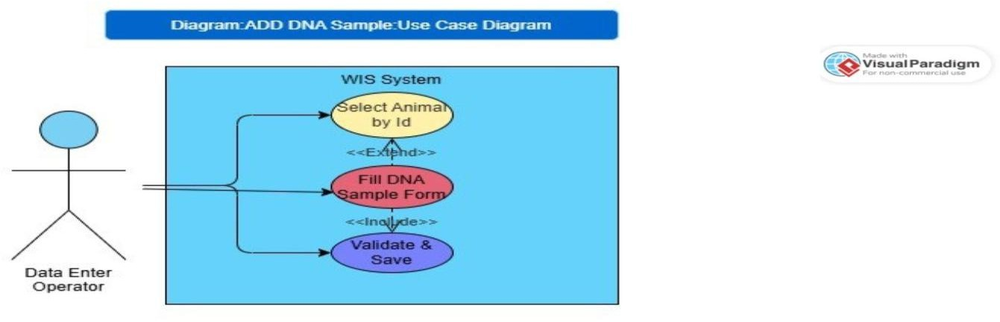 Diagram:ADD DNA Sample:Use Case Diagram
Made with
Visual Paradigm
For non-commercial use
WIS System
Select Animal
by Id
<<Extend>>
Fill DNA
Sample Form
<<Include>>
Validate &
Save
Data Enter
Operator